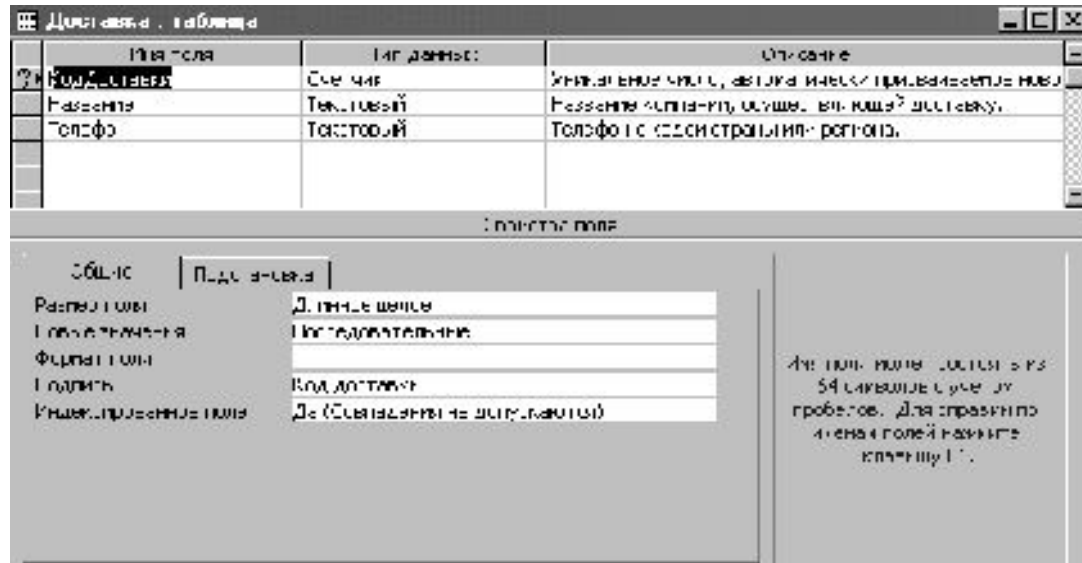 Доставка : таблица
Имя поля Тип данных Описание
КодДоставки Счетчик Уникальное число, автоматически присваиваемое ново
Название Текстовый Название компании, осуществляющей доставку.
Телефон Текстовый Телефон с кодом страны или региона.
Свойства поля
Общие Подстановка
Размер поля Длинное целое
Новые значения Последовательные
Формат поля
Подпись Код доставки
Индексированное поле Да (Совпадения не допускаются)
Имя поля может состоять из
64 символов с учетом
пробелов. Для справки по
именам полей нажмите
клавишу F1.